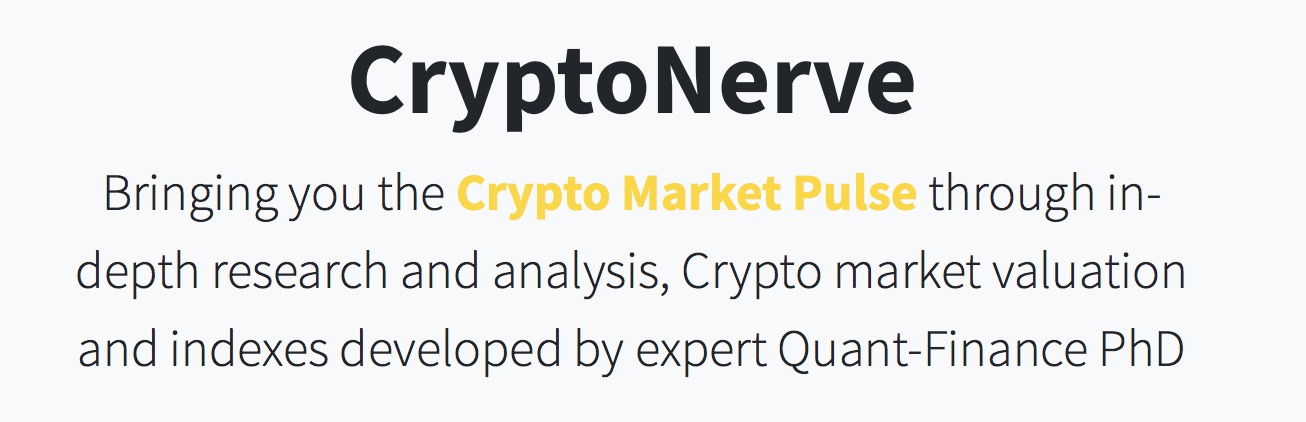 CryptoNerve
Bringing you the Crypto Market Pulse through in-
depth research and analysis, Crypto market valuation
and indexes developed by expert Quant-Finance PhD